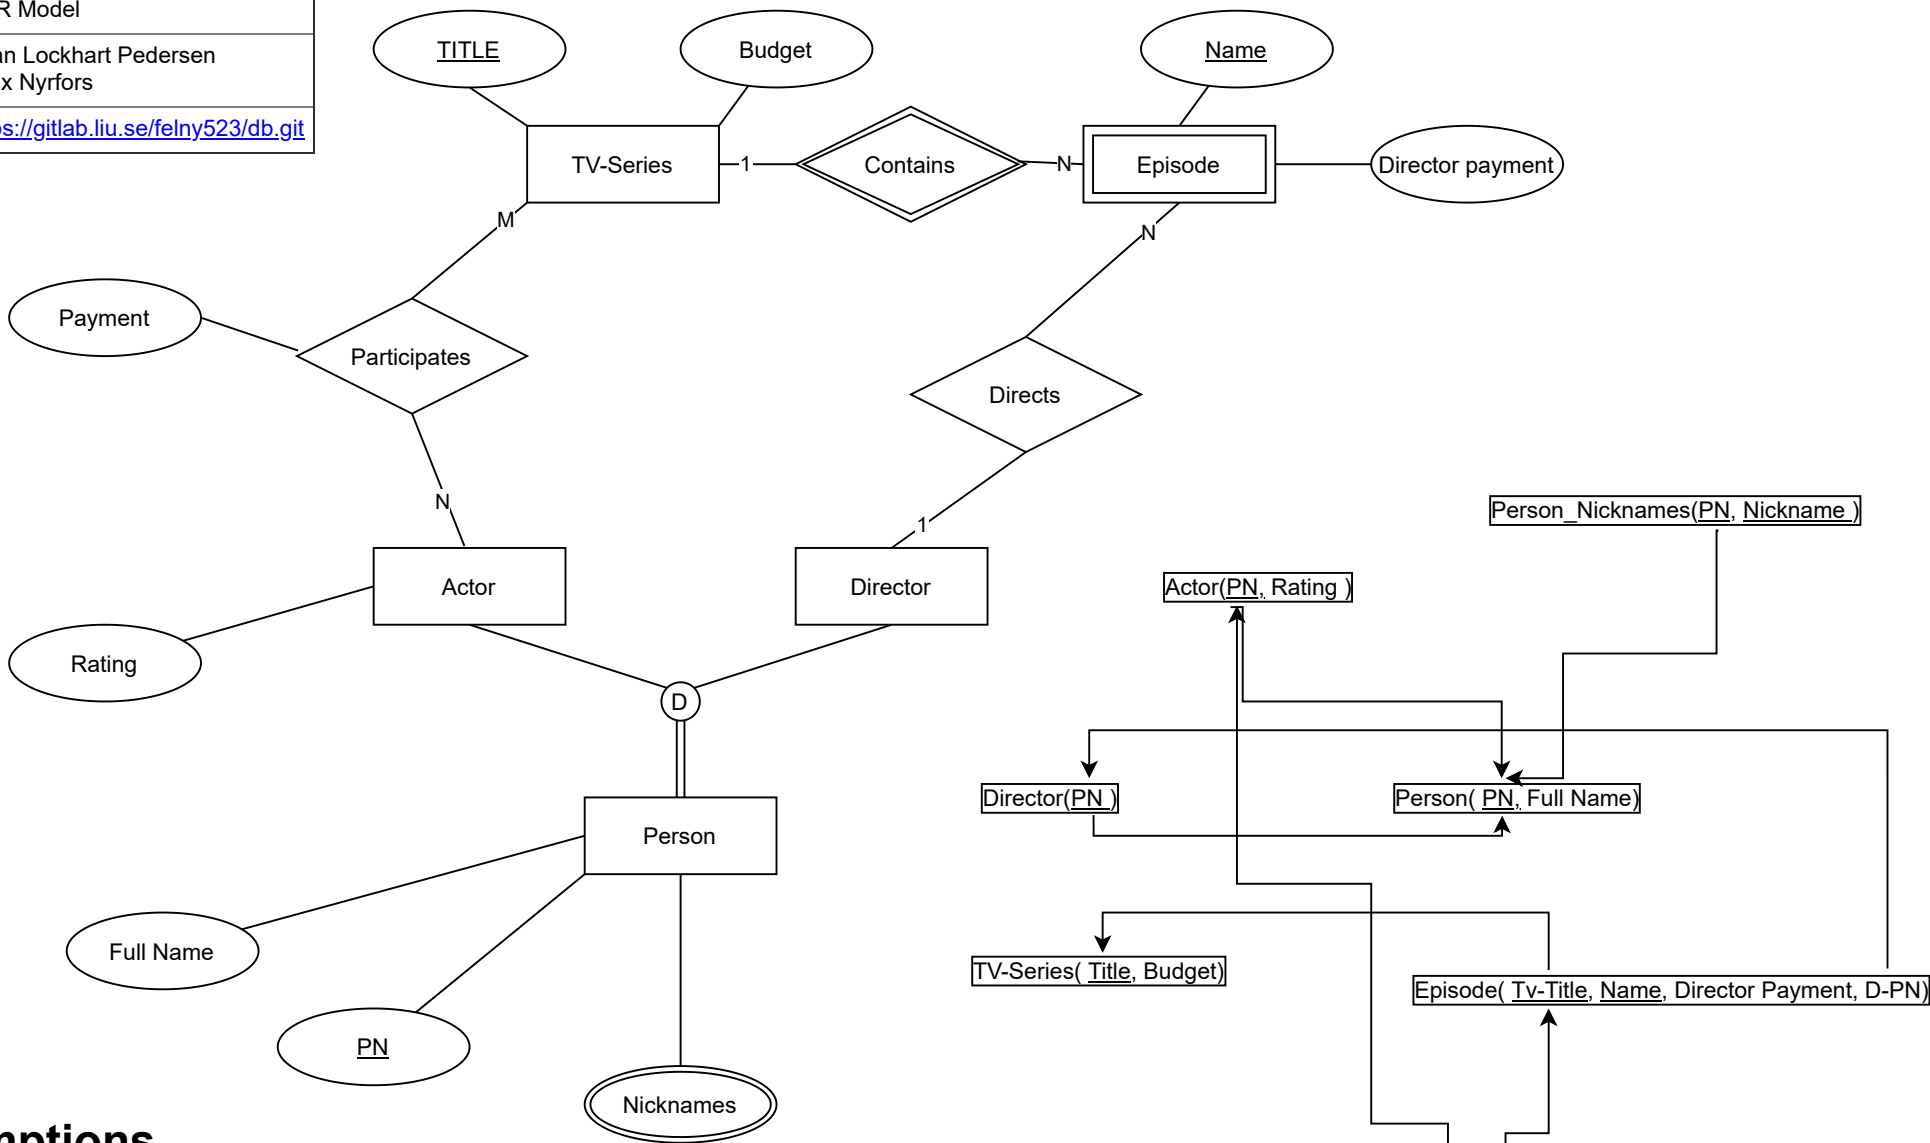 R Model
an Lockhart Pedersen
x Nyrfors
s://gitlab.liu.se/felny523/db.git
TITLE
Budget
Name
TV-Series
1
Contains
N
Episode
Director payment
M
N
Payment
Participates
Directs
N
1
Person_Nicknames(PN, Nickname )
Actor
Director
Actor(PN, Rating )
Rating
D
Director(PN )
Person( PN, Full Name)
Person
Full Name
TV-Series( Title, Budget)
Episode( Tv-Title, Name, Director Payment, D-PN)
PN
Nicknames